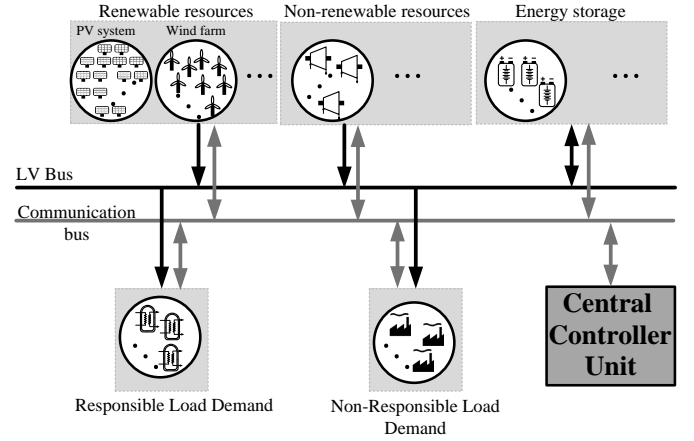 Renewable resources
Non-renewable resources
Energy storage
PV system
Wind farm
LV Bus
Communication
bus
Central
Controller
Unit
Responsible Load Demand
Non-Responsible Load
Demand